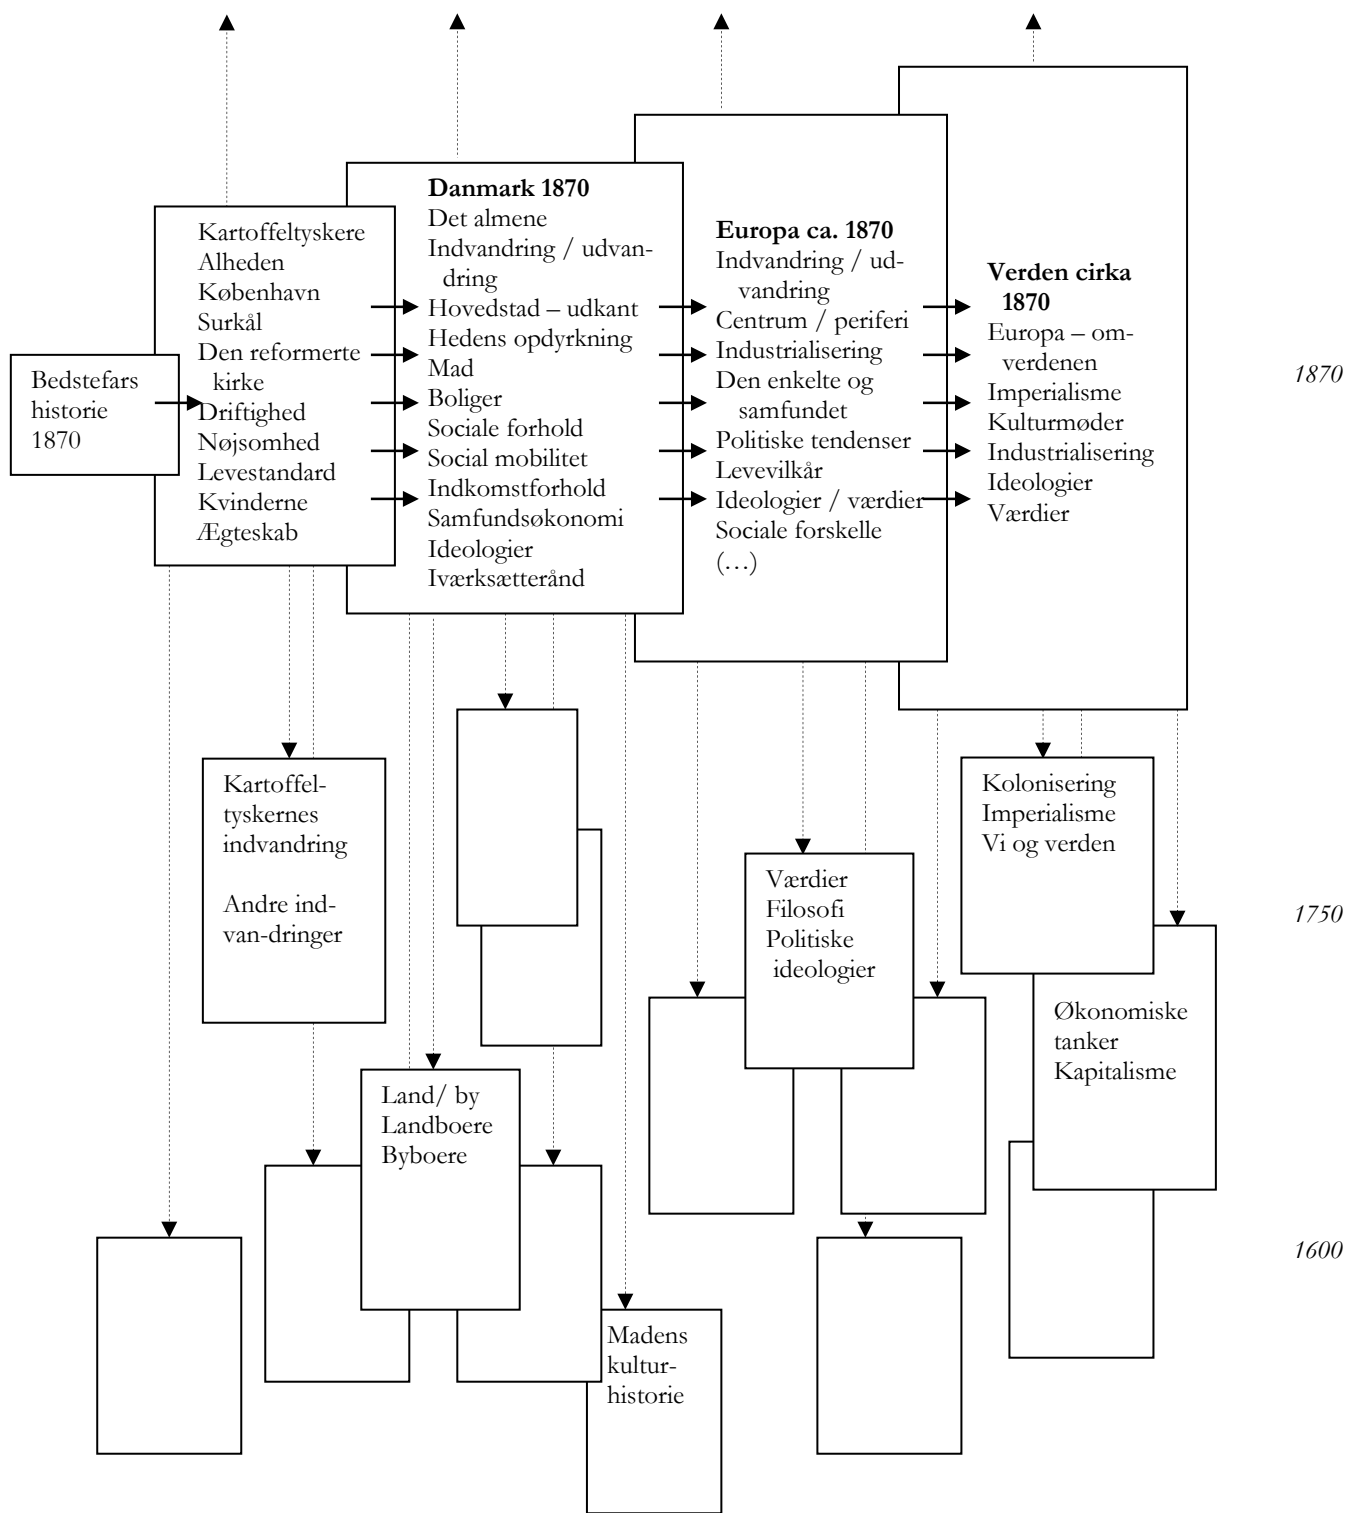 Bedstefars
historie
1870
Kartoffeltyskere
Alheden
København
Surkål
Den reformerte
kirke
Driftighed
Nøjsomhed
Levestandard
Kvinderne
Ægteskab
Danmark 1870
Det almene
Indvandring / udvan-
dring
Hovedstad – udkant
Hedens opdyrkning
Mad
Boliger
Sociale forhold
Social mobilitet
Indkomstforhold
Samfundsøkonomi
Ideologier
Iværksætterånd
Europa ca. 1870
Indvandring / ud-
vandring
Centrum / periferi
Industrialisering
Den enkelte og
samfundet
Politiske tendenser
Levevilkår
Ideologier / værdier
Sociale forskelle
(…)
Verden cirka
1870
Europa – om-
verdenen
Imperialisme
Kulturmøder
Industrialisering
Ideologier
Værdier
1870
Kartoffel-
tyskernes
indvandring
Andre ind-
van-dringer
Land/ by
Landboere
Byboere
Madens
kultur-
historie
Værdier
Filosofi
Politiske
ideologier
Kolonisering
Imperialisme
Vi og verden
Økonomiske
tanker
Kapitalisme
1750
1600